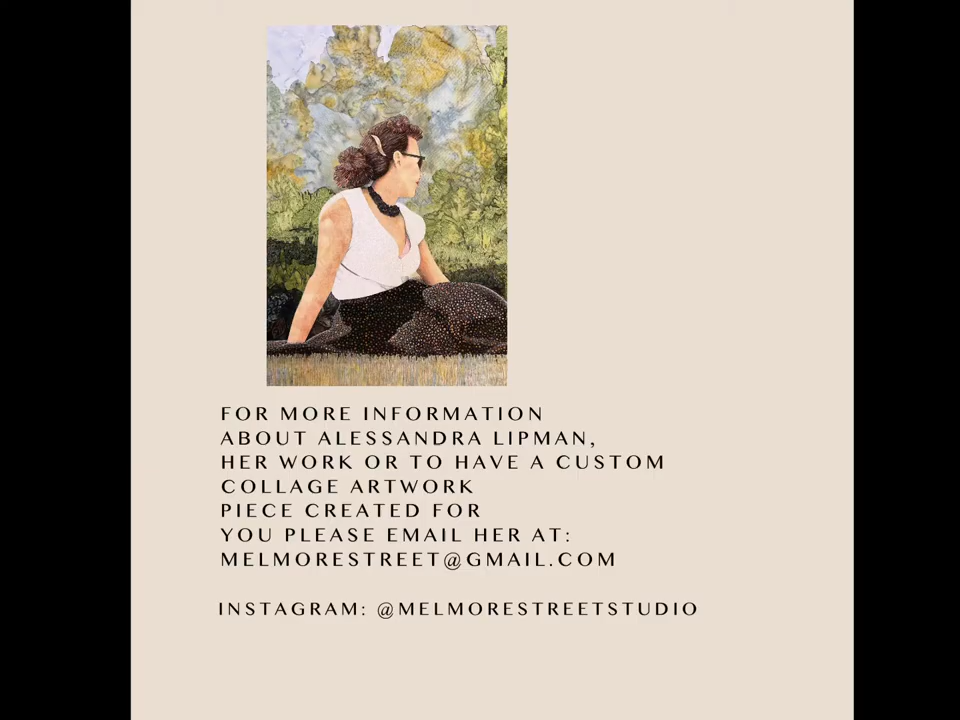 FOR MORE INFORMATION
ABOUT ALESSANDRA LIPMAN,
HER WORK OR TO HAVE A CUSTOM
COLLAGE ARTWORK
PIECE CREATED FOR
YOU PLEASE EMAIL HER AT:
MELMORESTREET@GMAIL.COM
INSTAGRAM: @MELMORESTREETSTUDIO